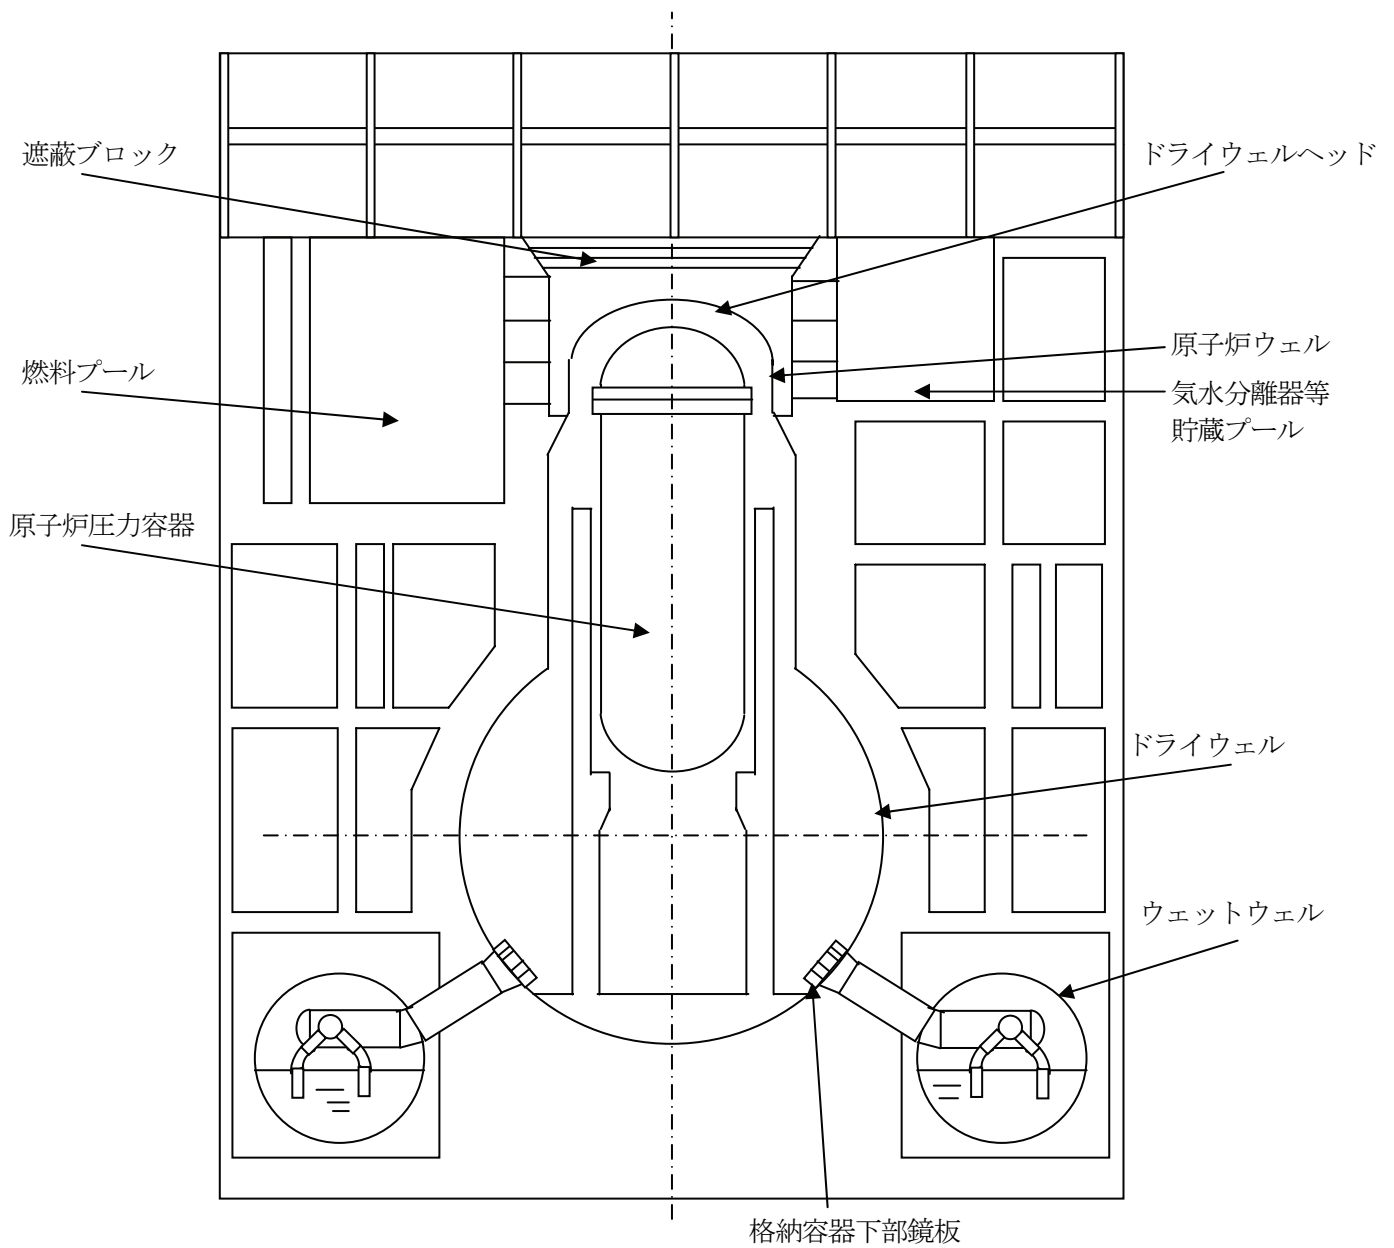 遮蔽ブロック
ドライウェルヘッド
原子炉ウェル
燃料プール
気水分離器等
貯蔵プール
原子炉圧力容器
ドライウェル
ウェットウェル
格納容器下部鏡板